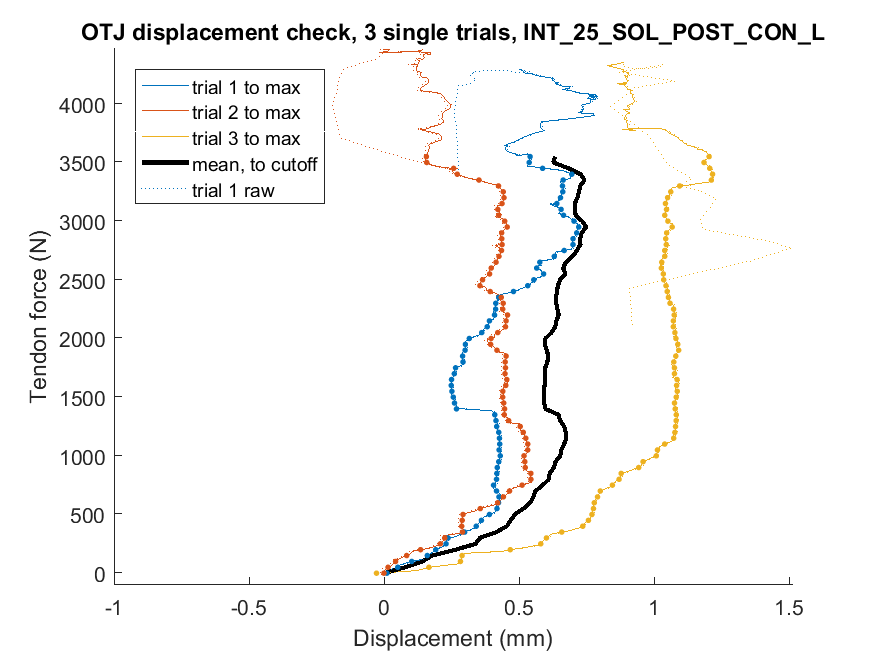 OTJ displacement check, 3 single trials, INT_25_SOL_POST_CON_L
trial 1 to max
trial 2 to max
trial 3 to max
mean, to cutoff
trial 1 raw
4000
3500
3000
2500
2000
1500
1000
500
0
Tendon force (N)
-1
-0.5
0
0.5
1
1.5
Displacement (mm)